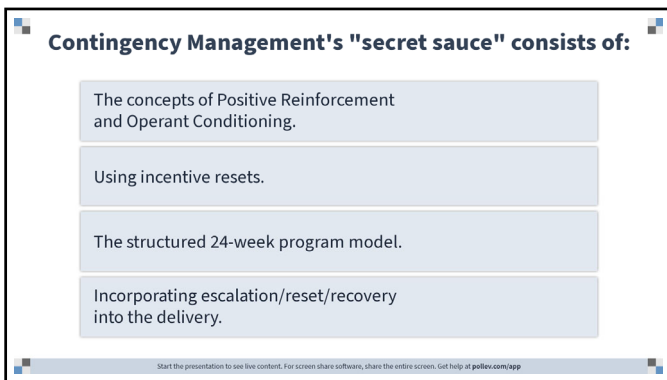 Contingency Management's "secret sauce" consists of:
The concepts of Positive Reinforcement
and Operant Conditioning.
Using incentive resets.
The structured 24-week program model.
Incorporating escalation/reset/recovery
into the delivery.
Start the presentation to see live content. For screen share software, share the entire screen. Get help at pollev.com/app